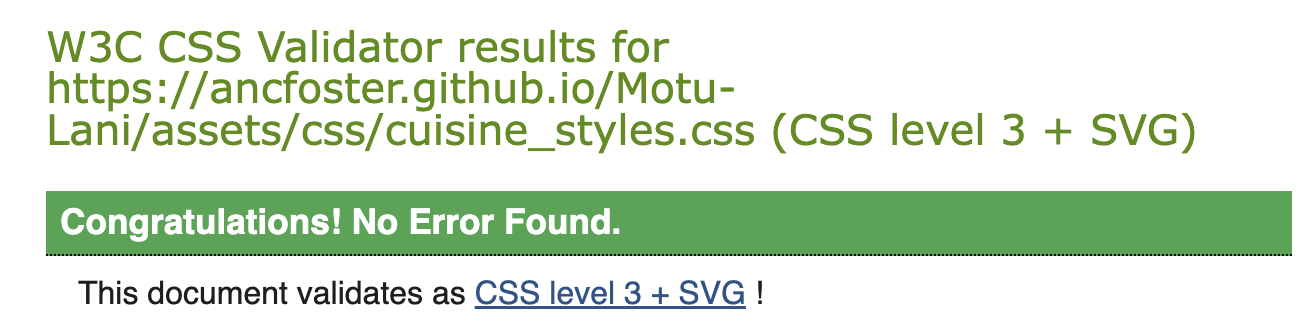 W3C CSS Validator results for
https://ancfoster.github.io/Motu-
Lani/assets/css/cuisine_styles.css (CSS level 3 + SVG)
Congratulations! No Error Found.
This document validates as CSS level 3 + SVG !